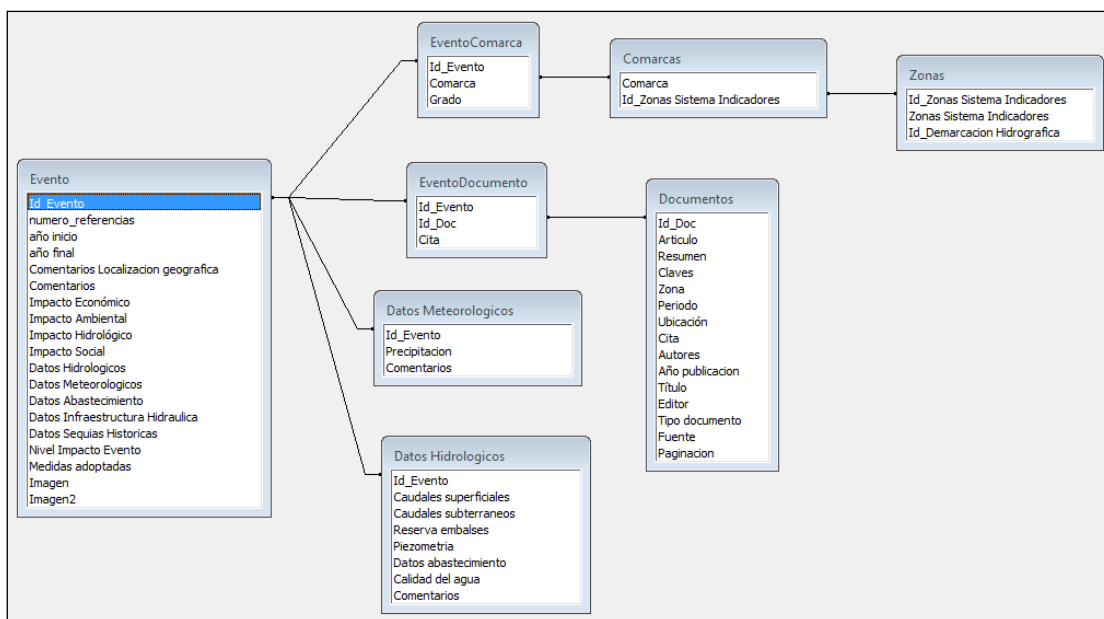 EventoComarca
Id_Evento
Comarca
Grado
Comarcas
Comarca
Id_Zonas Sistema Indicadores
Zonas
Id_Zonas Sistema Indicadores
Zonas Sistema Indicadores
Id_Demarcacion Hidrografica
Evento
Id_Evento
numero_referencias
año inicio
año final
Comentarios Localizacion geografica
Comentarios
Impacto Económico
Impacto Ambiental
Impacto Hidrológico
Impacto Social
Datos Hidrologicos
Datos Meteorologicos
Datos Abastecimiento
Datos Infraestructura Hidraulica
Datos Sequias Historicas
Nivel Impacto Evento
Medidas adoptadas
Imagen
Imagen2
EventoDocumento
Id_Evento
Id_Doc
Cita
Documentos
Id_Doc
Articulo
Resumen
Claves
Zona
Periodo
Ubicación
Cita
Autores
Año publicacion
Título
Editor
Tipo documento
Fuente
Paginacion
Datos Meteorologicos
Id_Evento
Precipitacion
Comentarios
Datos Hidrologicos
Id_Evento
Caudales superficiales
Caudales subterraneos
Reserva embalses
Piezometria
Datos abastecimiento
Calidad del agua
Comentarios